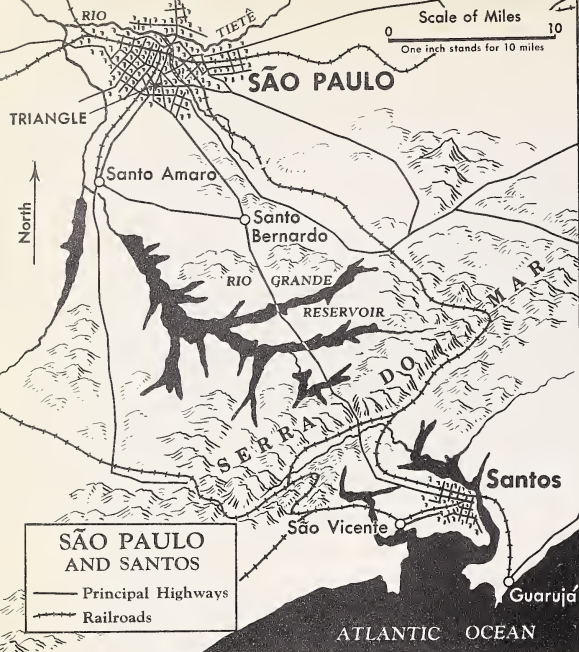 RIO TIETÊ
Scale of Miles
0 10
One inch stands for 10 miles
SÃO PAULO
TRIANGLE
Santo Amaro
North
Santo
Bernardo
RIO GRANDE
RESERVOIR
SERRA DO MAR
Santos
São Vicente
SÃO PAULO
AND SANTOS
Principal Highways
Railroads
Guarujá
ATLANTIC OCEAN